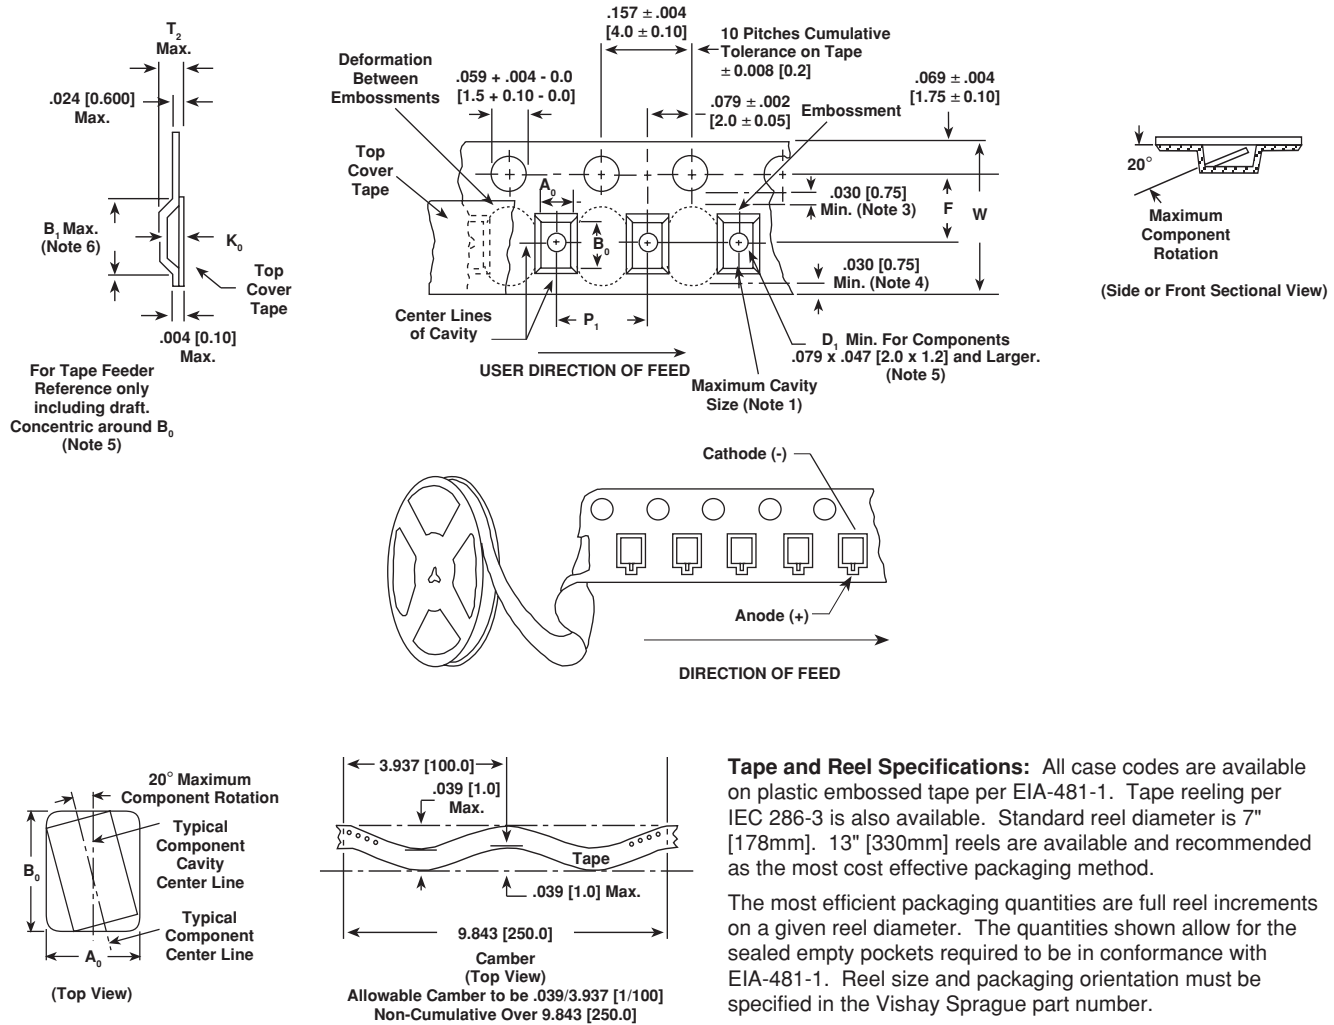 T2
Max.
.024 [0.600]
Max.
B1 Max.
(Note 6)
K0
Top
Cover
Tape
.004 [0.10]
Max.
For Tape Feeder
Reference only
including draft.
Concentric around B0
(Note 5)
.157 ± .004
[4.0 ± 0.10]
10 Pitches Cumulative
Tolerance on Tape
± 0.008 [0.2]
Deformation
Between
Embossments
.059 + .004 - 0.0
[1.5 + 0.10 - 0.0]
.079 ± .002
[2.0 ± 0.05]
Embossment
.069 ± .004
[1.75 ± 0.10]
Top
Cover
Tape
A0
B0
.030 [0.75]
Min. (Note 3)
F
W
.030 [0.75]
Min. (Note 4)
Center Lines
of Cavity
P1
USER DIRECTION OF FEED
D1 Min. For Components
.079 x .047 [2.0 x 1.2] and Larger.
(Note 5)
Maximum Cavity
Size (Note 1)
20°
Maximum
Component
Rotation
(Side or Front Sectional View)
Cathode (-)
Anode (+)
DIRECTION OF FEED
20° Maximum
Component Rotation
Typical
Component
Cavity
Center Line
B0
Typical
Component
Center Line
A0
(Top View)
3.937 [100.0]
.039 [1.0]
Max.
Tape
.039 [1.0] Max.
9.843 [250.0]
Camber
(Top View)
Allowable Camber to be .039/3.937 [1/100]
Non-Cumulative Over 9.843 [250.0]
Tape and Reel Specifications: All case codes are available
on plastic embossed tape per EIA-481-1. Tape reeling per
IEC 286-3 is also available. Standard reel diameter is 7"
[178mm]. 13" [330mm] reels are available and recommended
as the most cost effective packaging method.
The most efficient packaging quantities are full reel increments
on a given reel diameter. The quantities shown allow for the
sealed empty pockets required to be in conformance with
EIA-481-1. Reel size and packaging orientation must be
specified in the Vishay Sprague part number.